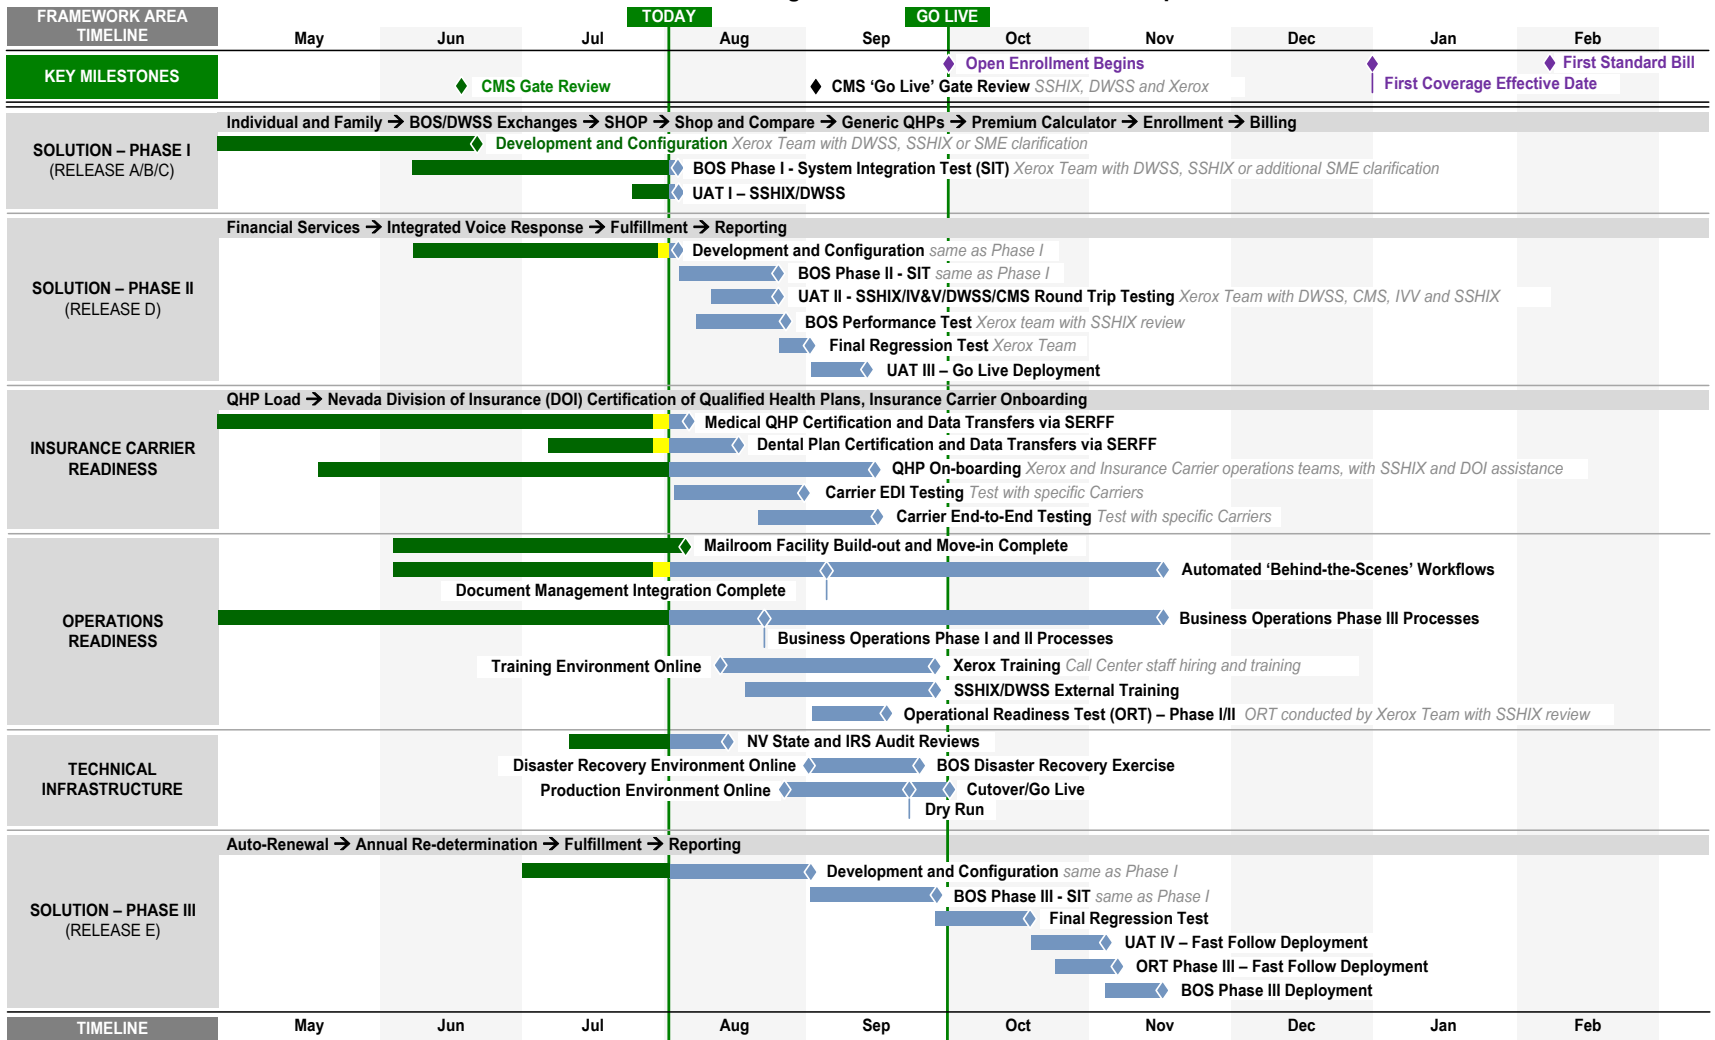 FRAMEWORK AREA
TIMELINE
TODAY
GO LIVE
May Jun Jul Aug Sep Oct Nov Dec Jan Feb
KEY MILESTONES
Open Enrollment Begins
First Standard Bill
CMS Gate Review
CMS ‘Go Live’ Gate Review SSHIX, DWSS and Xerox
First Coverage Effective Date
SOLUTION – PHASE I
(RELEASE A/B/C)
Individual and Family → BOS/DWSS Exchanges → SHOP → Shop and Compare → Generic QHPs → Premium Calculator → Enrollment → Billing
Development and Configuration Xerox Team with DWSS, SSHIX or SME clarification
BOS Phase I - System Integration Test (SIT) Xerox Team with DWSS, SSHIX or additional SME clarification
UAT I – SSHIX/DWSS
SOLUTION – PHASE II
(RELEASE D)
Financial Services → Integrated Voice Response → Fulfillment → Reporting
Development and Configuration same as Phase I
BOS Phase II - SIT same as Phase I
UAT II - SSHIX/IV&V/DWSS/CMS Round Trip Testing Xerox Team with DWSS, CMS, IVV and SSHIX
BOS Performance Test Xerox team with SSHIX review
Final Regression Test Xerox Team
UAT III – Go Live Deployment
INSURANCE CARRIER
READINESS
QHP Load → Nevada Division of Insurance (DOI) Certification of Qualified Health Plans, Insurance Carrier Onboarding
Medical QHP Certification and Data Transfers via SERFF
Dental Plan Certification and Data Transfers via SERFF
QHP On-boarding Xerox and Insurance Carrier operations teams, with SSHIX and DOI assistance
Carrier EDI Testing Test with specific Carriers
Carrier End-to-End Testing Test with specific Carriers
OPERATIONS
READINESS
Mailroom Facility Build-out and Move-in Complete
Automated ‘Behind-the-Scenes’ Workflows
Document Management Integration Complete
Business Operations Phase III Processes
Business Operations Phase I and II Processes
Training Environment Online
Xerox Training Call Center staff hiring and training
SSHIX/DWSS External Training
Operational Readiness Test (ORT) – Phase I/II ORT conducted by Xerox Team with SSHIX review
TECHNICAL
INFRASTRUCTURE
NV State and IRS Audit Reviews
Disaster Recovery Environment Online
BOS Disaster Recovery Exercise
Production Environment Online
Cutover/Go Live
Dry Run
SOLUTION – PHASE III
(RELEASE E)
Auto-Renewal → Annual Re-determination → Fulfillment → Reporting
Development and Configuration same as Phase I
BOS Phase III - SIT same as Phase I
Final Regression Test
UAT IV – Fast Follow Deployment
ORT Phase III – Fast Follow Deployment
BOS Phase III Deployment
TIMELINE
May Jun Jul Aug Sep Oct Nov Dec Jan Feb